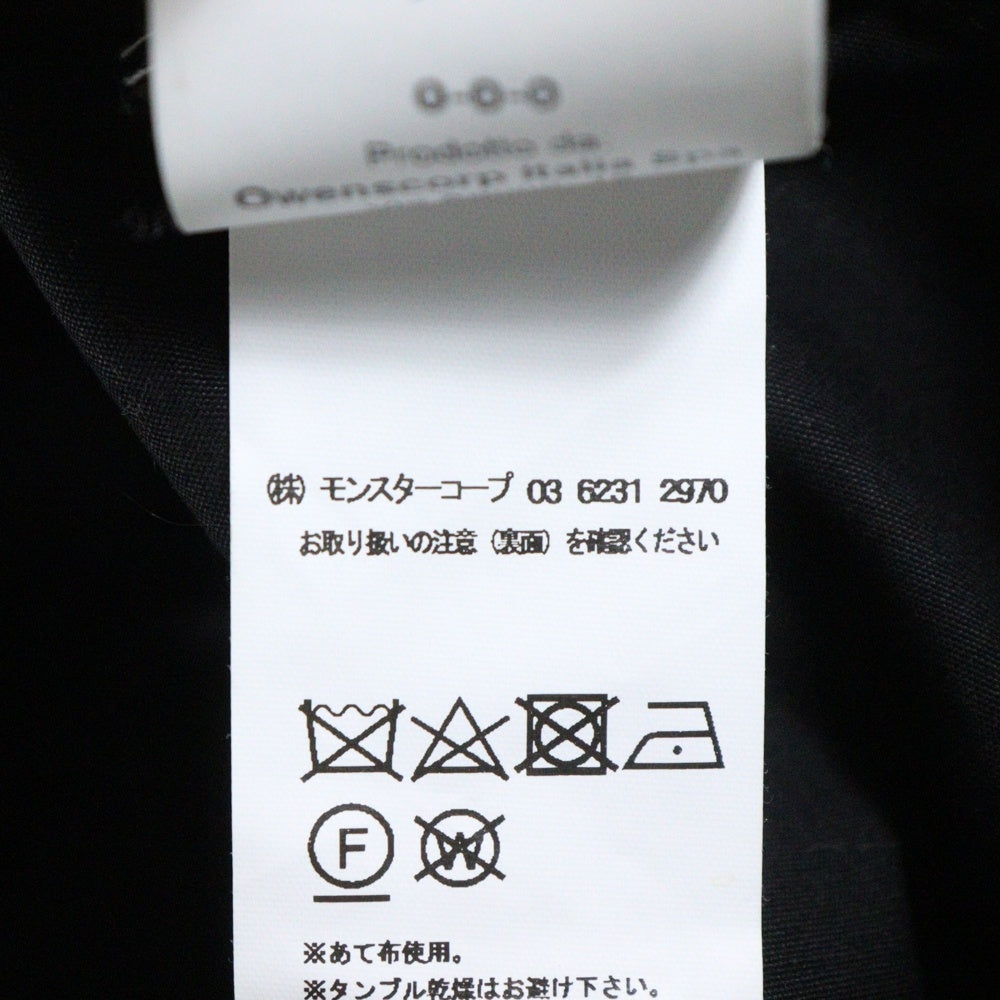 Prodotto da
Owenscorp Italia Spa
㈱ モンスターコープ 03 6231 2970
お取り扱いの注意（裏面）を確認ください
F W
※あて布使用。
※タンブル乾燥はお避け下さい。